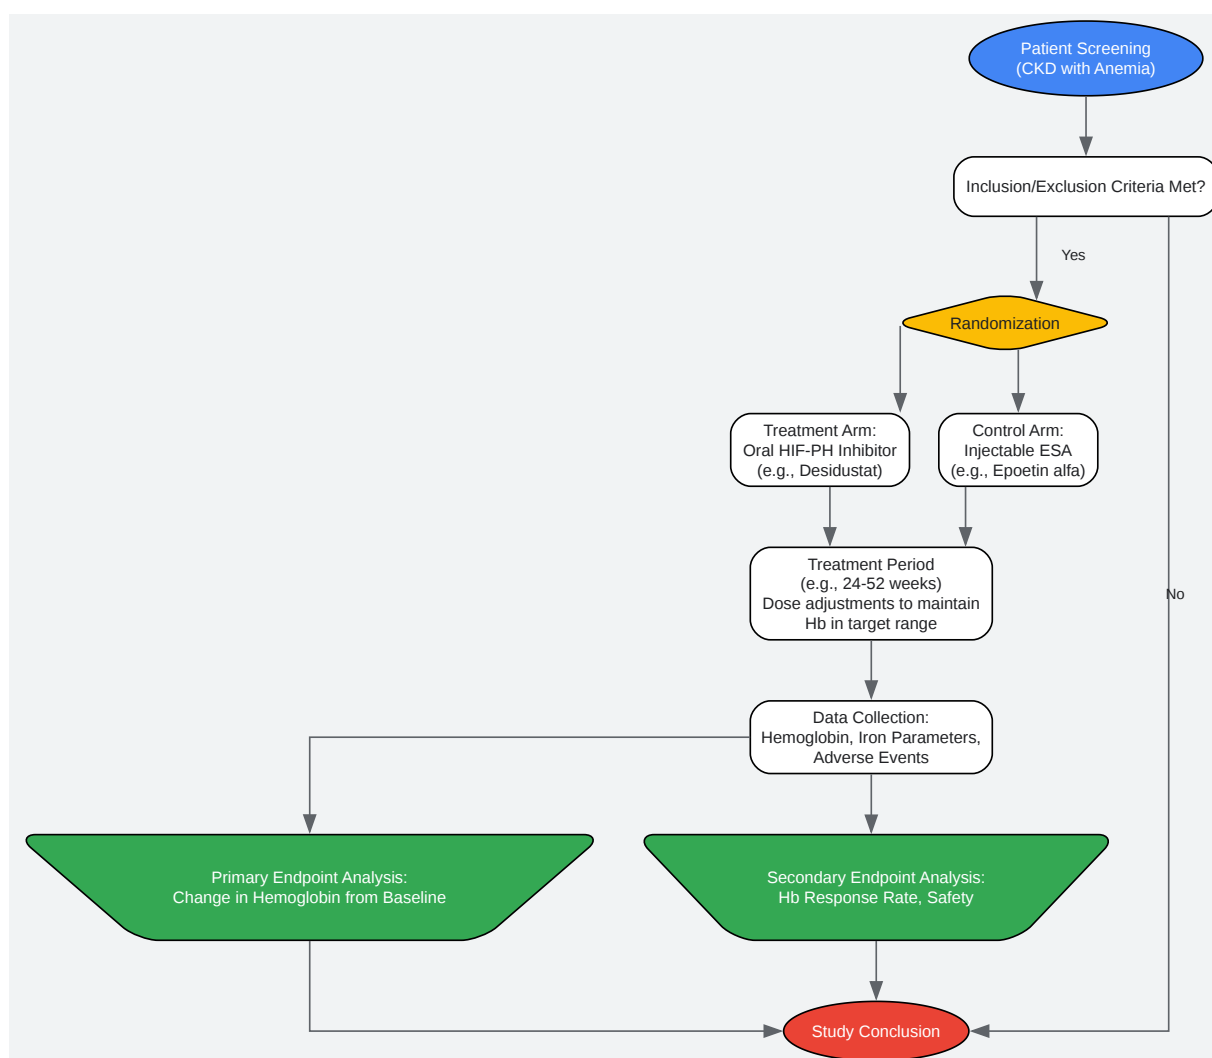 Patient Screening
(CKD with Anemia)
Inclusion/Exclusion Criteria Met?
Yes
Randomization
Treatment Arm:
Oral HIF-PH Inhibitor
(e.g., Desidustat)
Control Arm:
Injectable ESA
(e.g., Epoetin alfa)
Treatment Period
(e.g., 24-52 weeks)
Dose adjustments to maintain
Hb in target range
No
Data Collection:
Hemoglobin, Iron Parameters,
Adverse Events
Primary Endpoint Analysis:
Change in Hemoglobin from Baseline
Secondary Endpoint Analysis:
Hb Response Rate, Safety
Study Conclusion